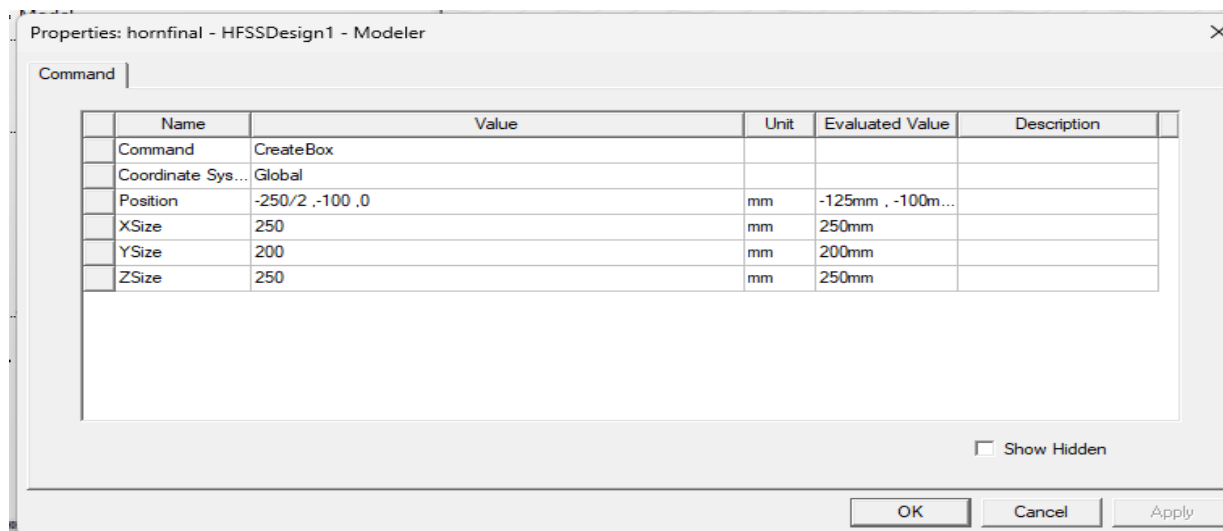 Properties: hornfinal - HFSSDesign1 - Modeler
Command
Name Value Unit Evaluated Value Description
Command CreateBox
Coordinate Sys... Global
Position -250/2 ,-100 ,0 mm -125mm , -100m...
XSize 250 mm 250mm
YSize 200 mm 200mm
ZSize 250 mm 250mm
Show Hidden
OK Cancel Apply